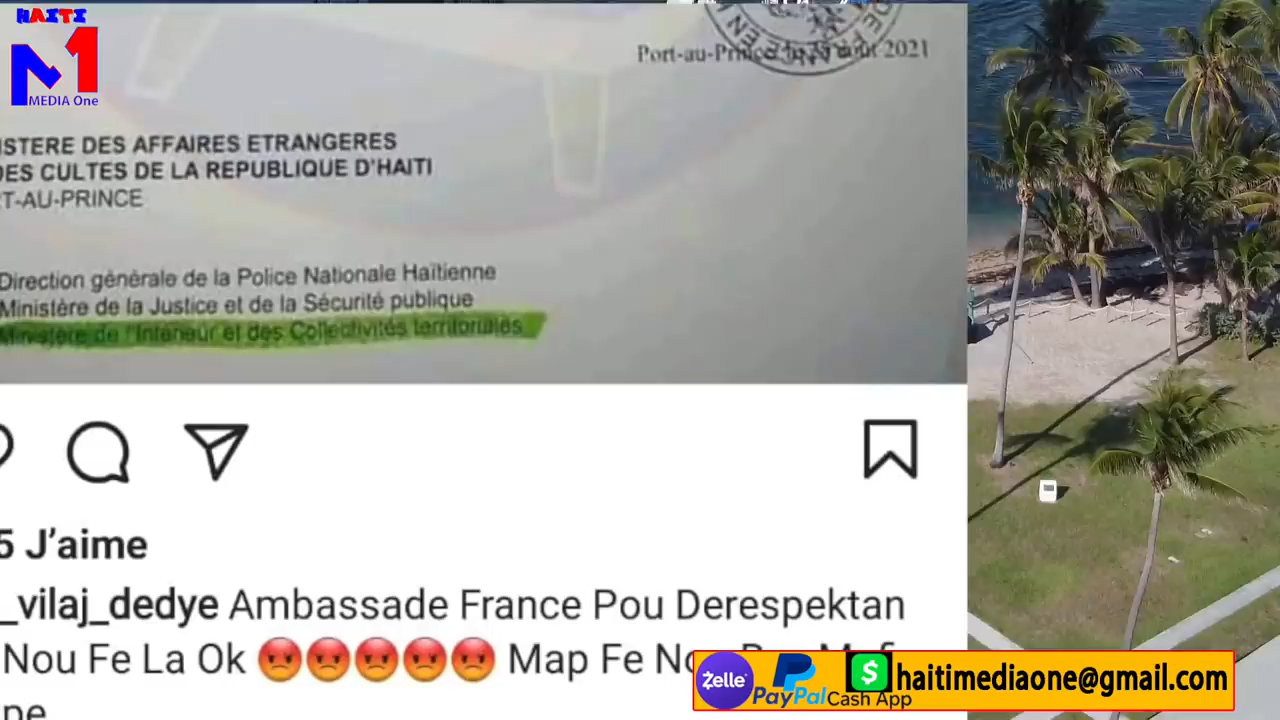 HAITI
M1
MEDIA One
Port-au-Prince, le août 2021
ISTERE DES AFFAIRES ETRANGERES
DES CULTES DE LA REPUBLIQUE D'HAITI
T-AU-PRINCE
Direction générale de la Police Nationale Haïtienne
Ministère de la Justice et de la Sécurité publique
Ministère de l'Intérieur et des Collectivités territoriales
5 J'aime
_vilaj_dedye Ambassade France Pou Derespektan
Nou Fe La Ok 😡😡😡😡😡 Map Fe
Zelle PayPal $ Cash App haitimediaone@gmail.com